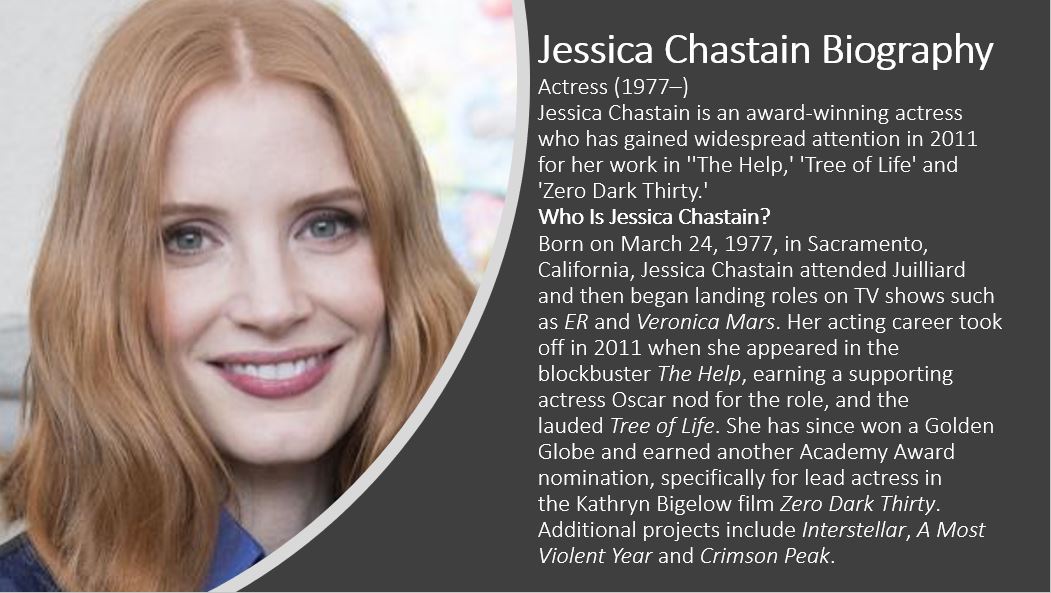 Jessica Chastain Biography
Actress (1977–)
Jessica Chastain is an award-winning actress
who has gained widespread attention in 2011
for her work in ''The Help,' 'Tree of Life' and
'Zero Dark Thirty.'
Who Is Jessica Chastain?
Born on March 24, 1977, in Sacramento,
California, Jessica Chastain attended Juilliard
and then began landing roles on TV shows such
as ER and Veronica Mars. Her acting career took
off in 2011 when she appeared in the
blockbuster The Help, earning a supporting
actress Oscar nod for the role, and the
lauded Tree of Life. She has since won a Golden
Globe and earned another Academy Award
nomination, specifically for lead actress in
the Kathryn Bigelow film Zero Dark Thirty.
Additional projects include Interstellar, A Most
Violent Year and Crimson Peak.